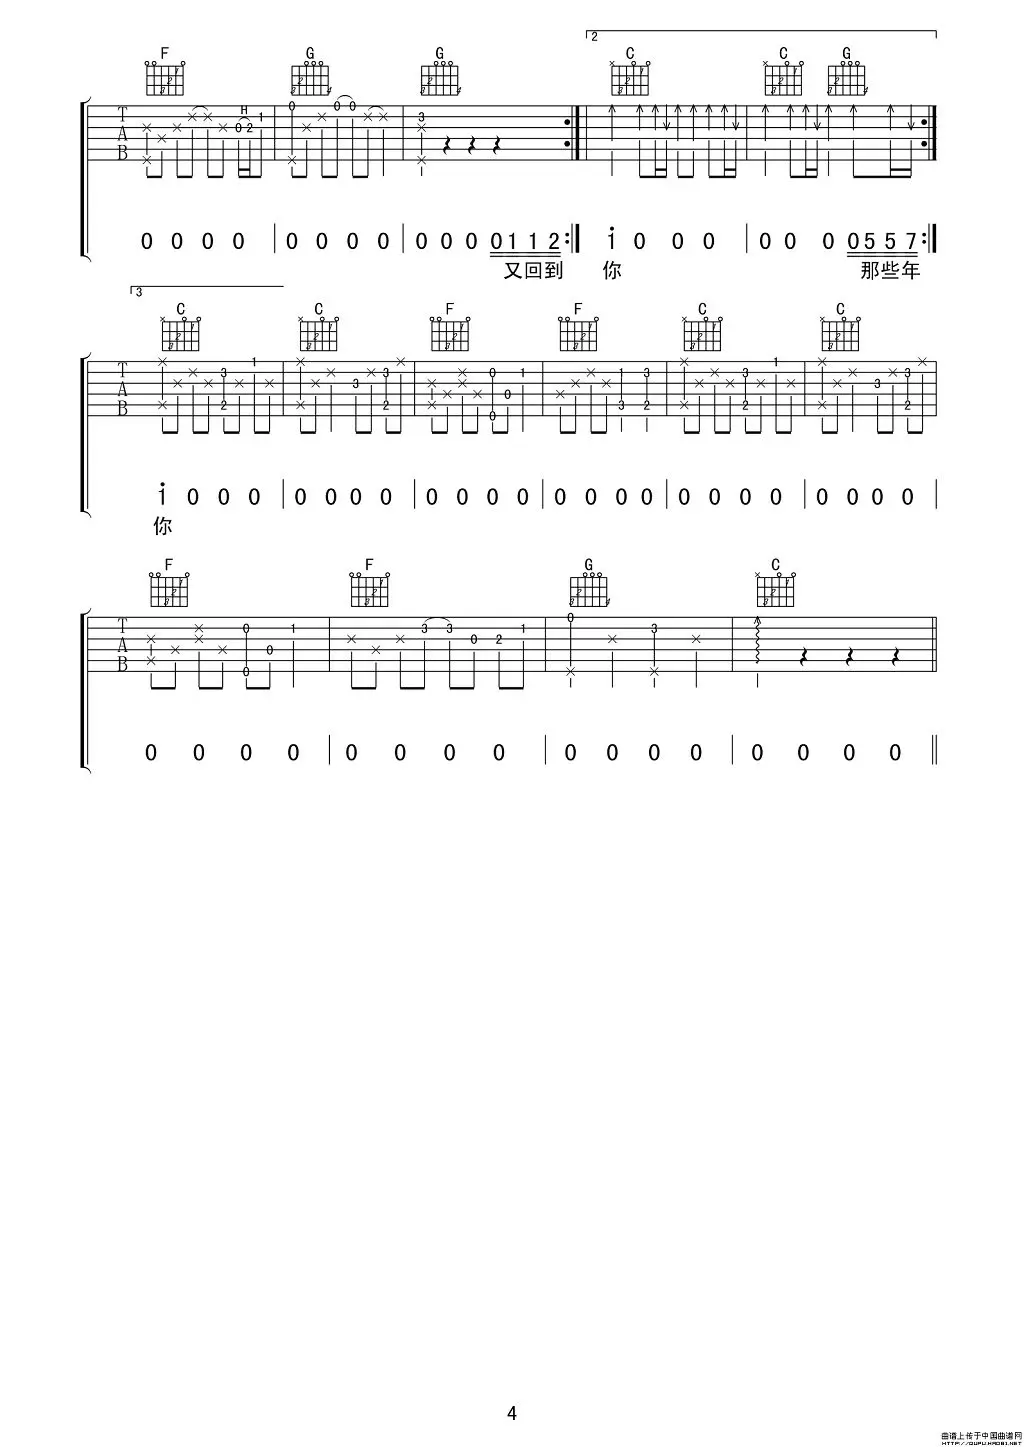 2
F G G C C G
T A B H 0 2 1 0 0 0 3
0 0 0 0 0 0 0 0 0 0 0 0 1 1 2 1 0 0 0 0 0 0 0 5 5 7
又回到 你 那些年
3
C C F F C C
T A B 3 2 1 3 3 2 0 0 0 1 1 3 3 2 3 2 1 3 3 2
1 0 0 0 0 0 0 0 0 0 0 0 0 0 0 0 0 0 0 0 0 0 0 0
你
F F G C
T A B 0 0 0 1 3 3 0 2 1 0 3
0 0 0 0 0 0 0 0 0 0 0 0 0 0 0 0
4
曲谱上传于中国曲谱网